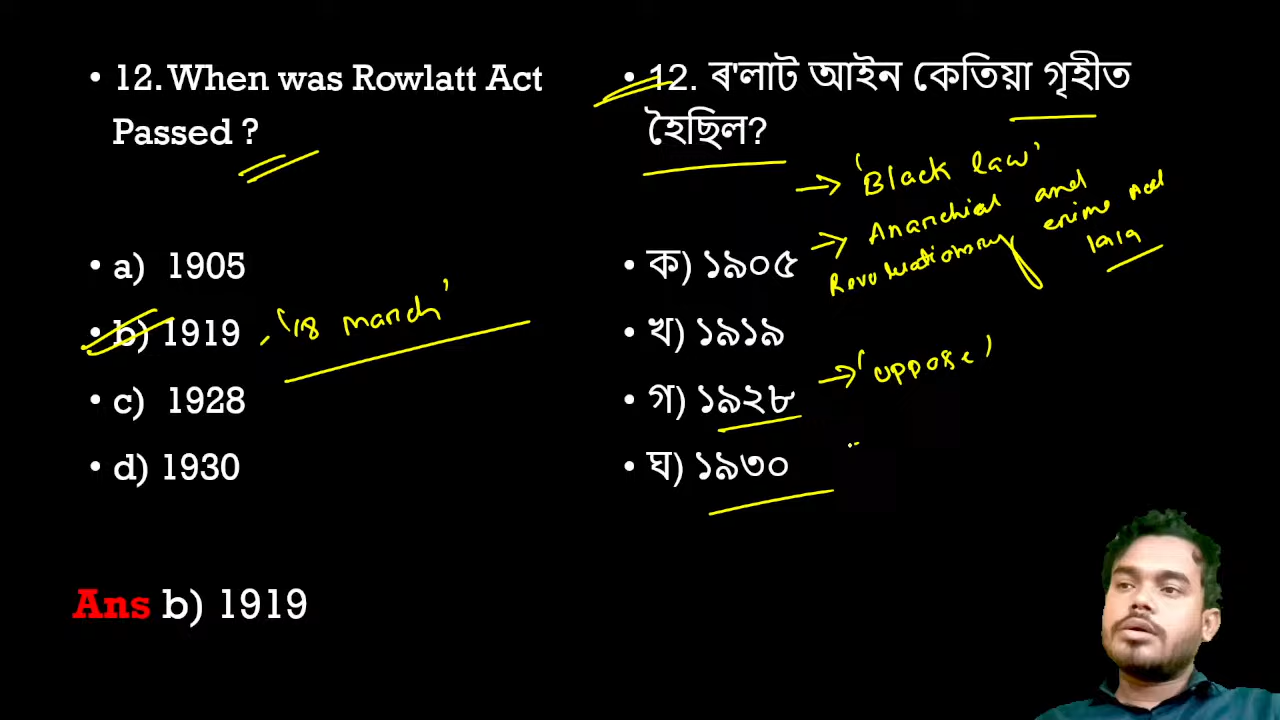 • 12. When was Rowlatt Act
Passed ?
• a) 1905
• b) 1919
'18 march'
• c) 1928
• d) 1930
Ans b) 1919
• 12. ৰ'লাট আইন কেতিয়া গৃহীত
হৈছিল?
→ 'Black law'
→ Anarchial and
Revolutionary crime Act
1919
• ক) ১৯০৫
• খ) ১৯১৯
• গ) ১৯২৮
→ 'oppose'
• ঘ) ১৯৩০